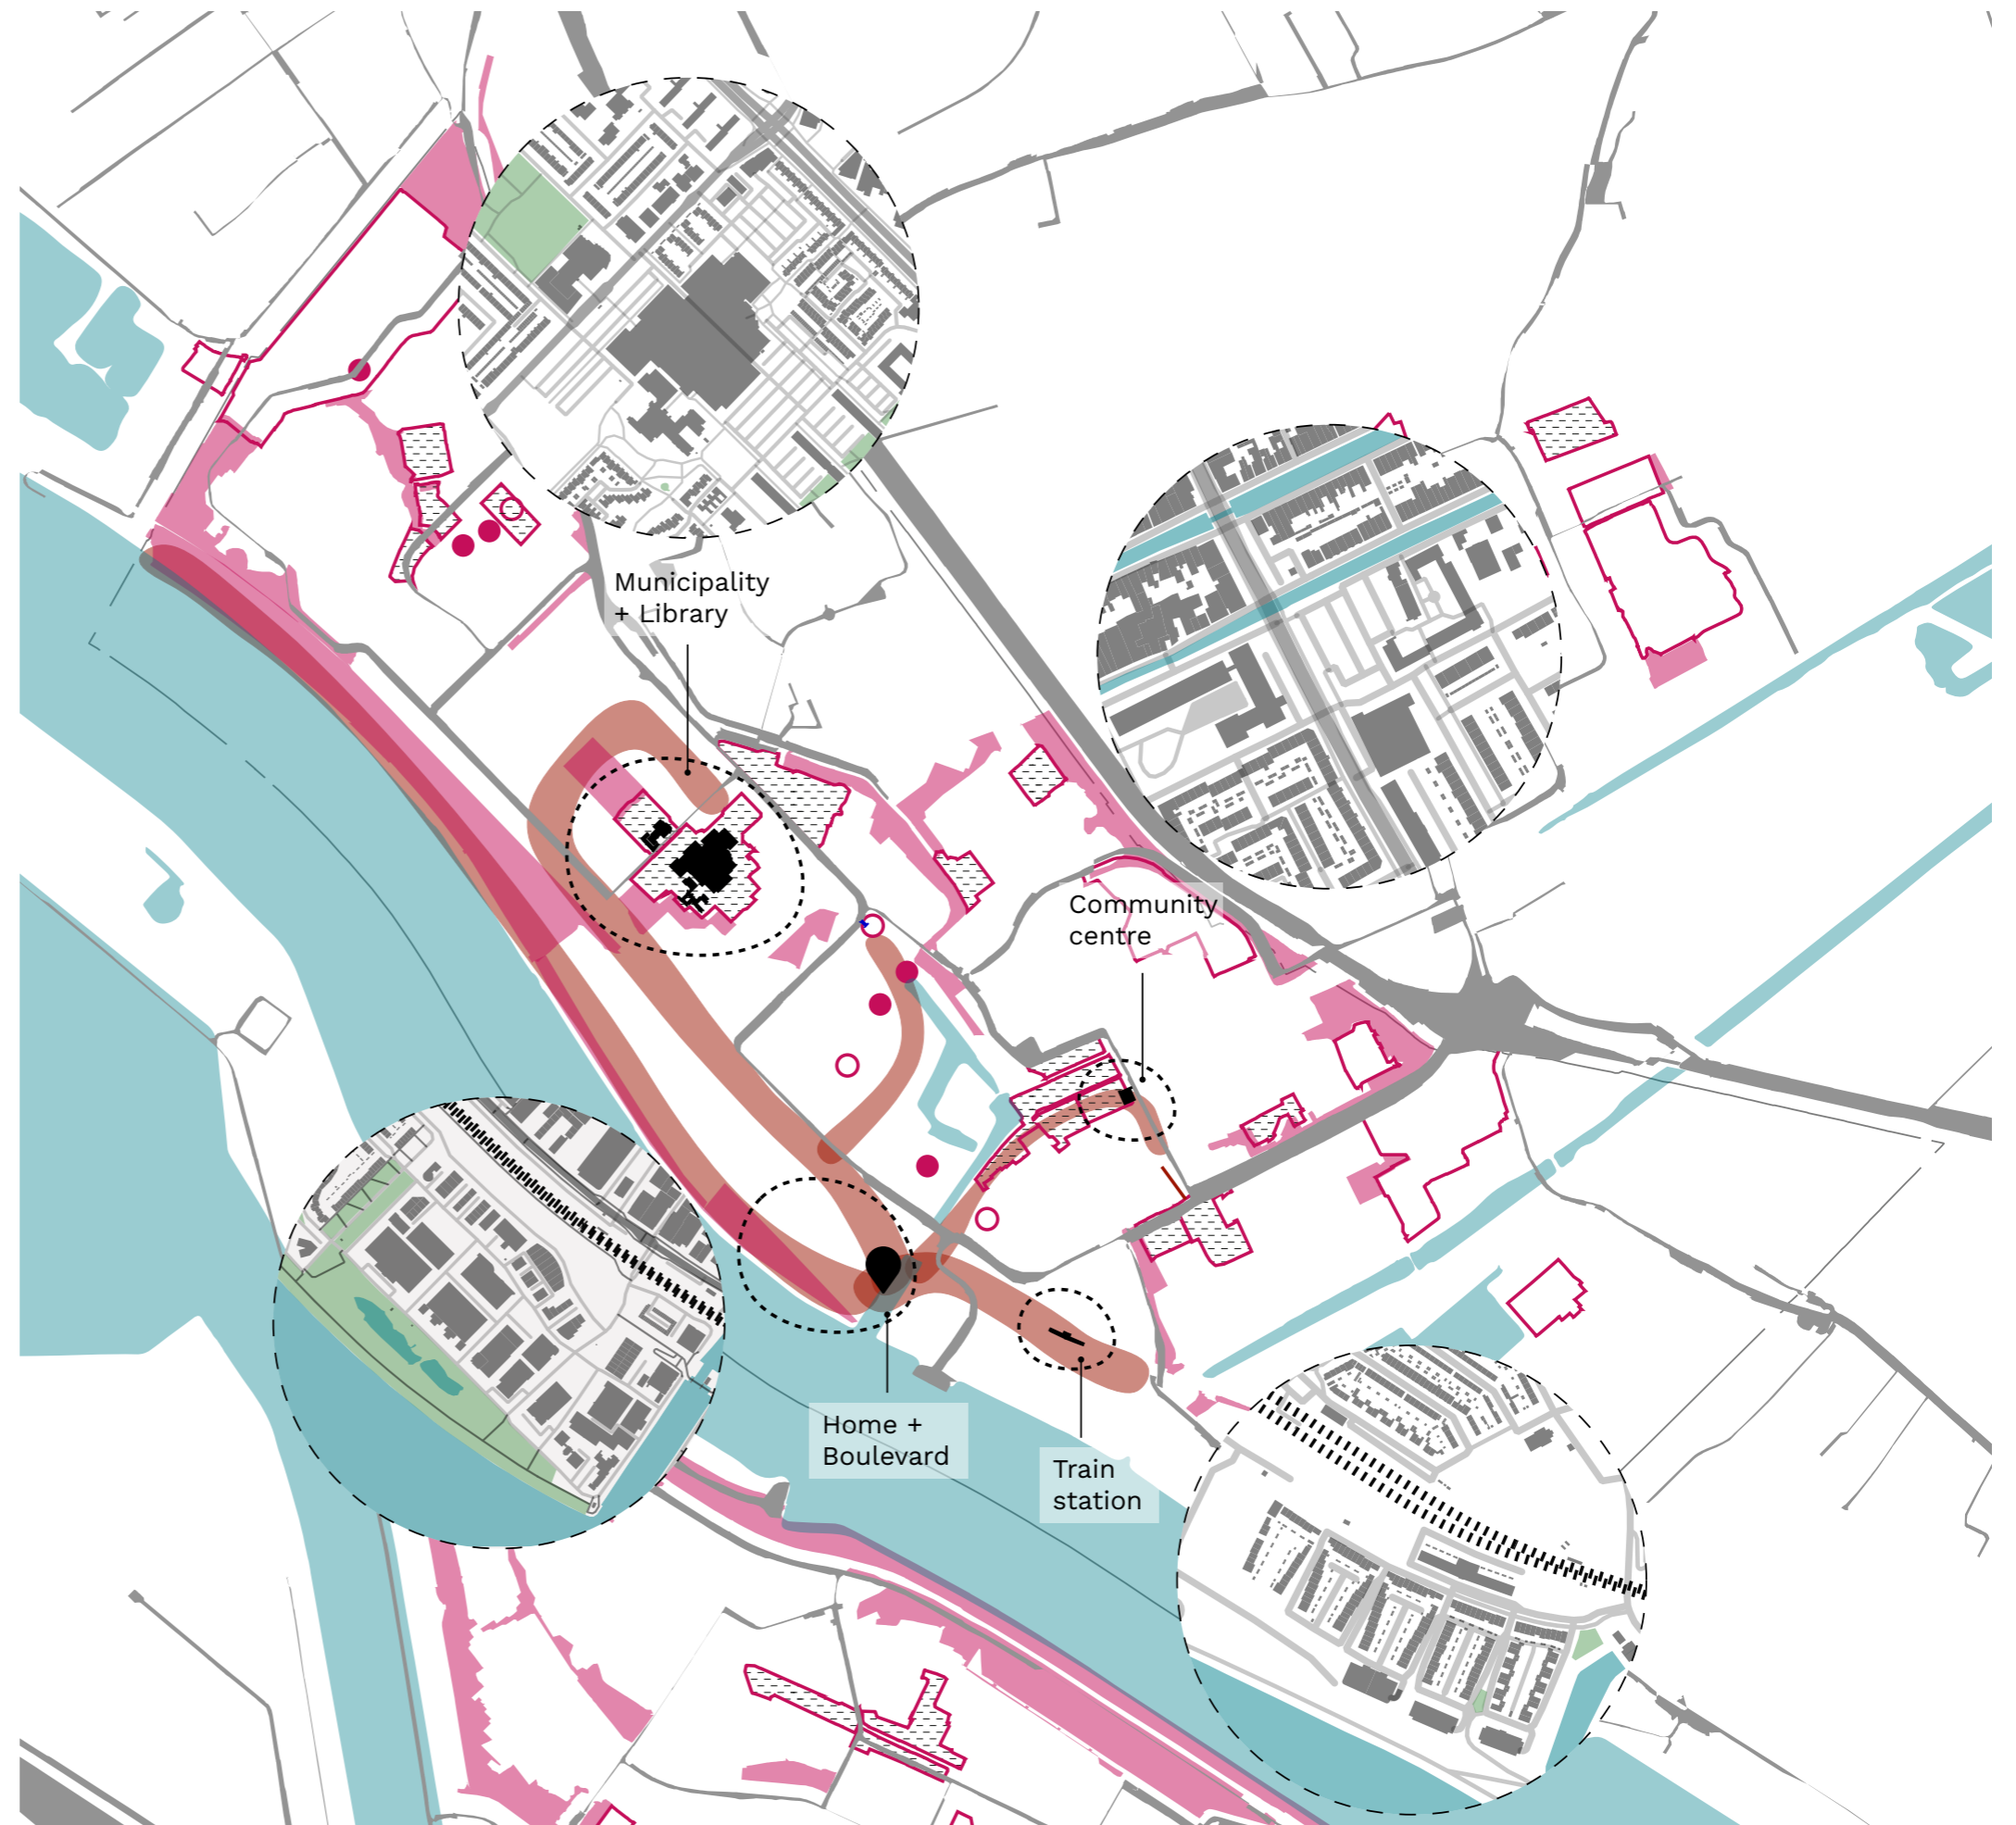 Municipality
+ Library
Community
centre
Home +
Boulevard
Train
station